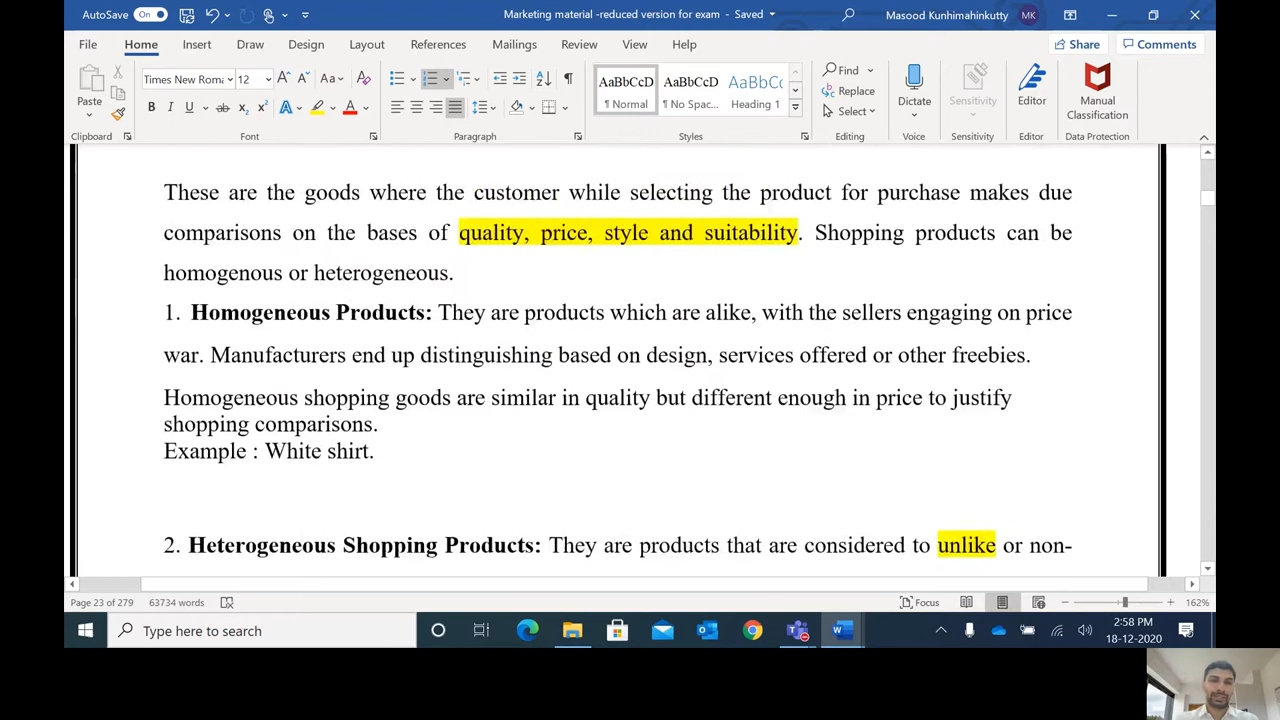 AutoSave On Marketing material -reduced version for exam - Saved Masood Kunhimahinkutty MK
File Home Insert Draw Design Layout References Mailings Review View Help Share Comments
Times New Roma 12 Aa AaBbCcD AaBbCcD AaBbCc Find
Paste B I U ab x2 x2 A A ¶ Normal ¶ No Spac... Heading 1 Replace Select Dictate Sensitivity Editor Manual Classification
Clipboard Font Paragraph Styles Editing Voice Sensitivity Editor Data Protection
These are the goods where the customer while selecting the product for purchase makes due
comparisons on the bases of quality, price, style and suitability. Shopping products can be
homogenous or heterogeneous.
1. Homogeneous Products: They are products which are alike, with the sellers engaging on price
war. Manufacturers end up distinguishing based on design, services offered or other freebies.
Homogeneous shopping goods are similar in quality but different enough in price to justify
shopping comparisons.
Example : White shirt.
2. Heterogeneous Shopping Products: They are products that are considered to unlike or non-
Page 23 of 279 63734 words Focus 162%
Type here to search 2:58 PM
18-12-2020